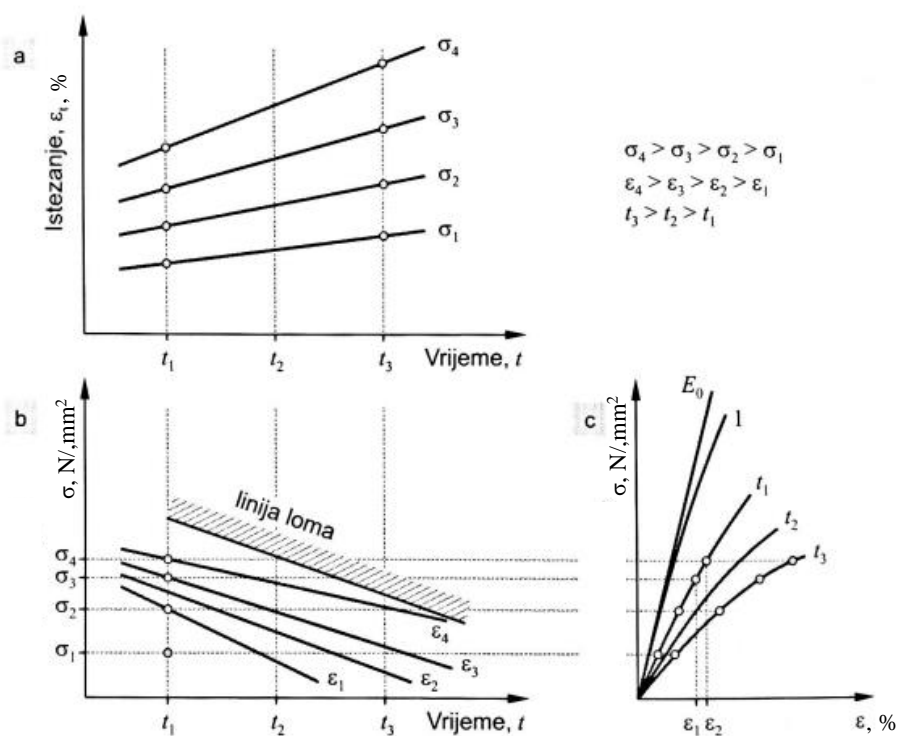 a
Istezanje, εₜ, %
σ₄
σ₃
σ₂
σ₁
t₁
t₂
t₃
Vrijeme, t
σ₄ > σ₃ > σ₂ > σ₁
ε₄ > ε₃ > ε₂ > ε₁
t₃ > t₂ > t₁
b
σ, N/,mm²
linija loma
σ₄
σ₃
σ₂
σ₁
ε₄
ε₃
ε₂
ε₁
t₁
t₂
t₃
Vrijeme, t
c
σ, N/,mm²
E₀
1
t₁
t₂
t₃
ε₁ ε₂
ε, %